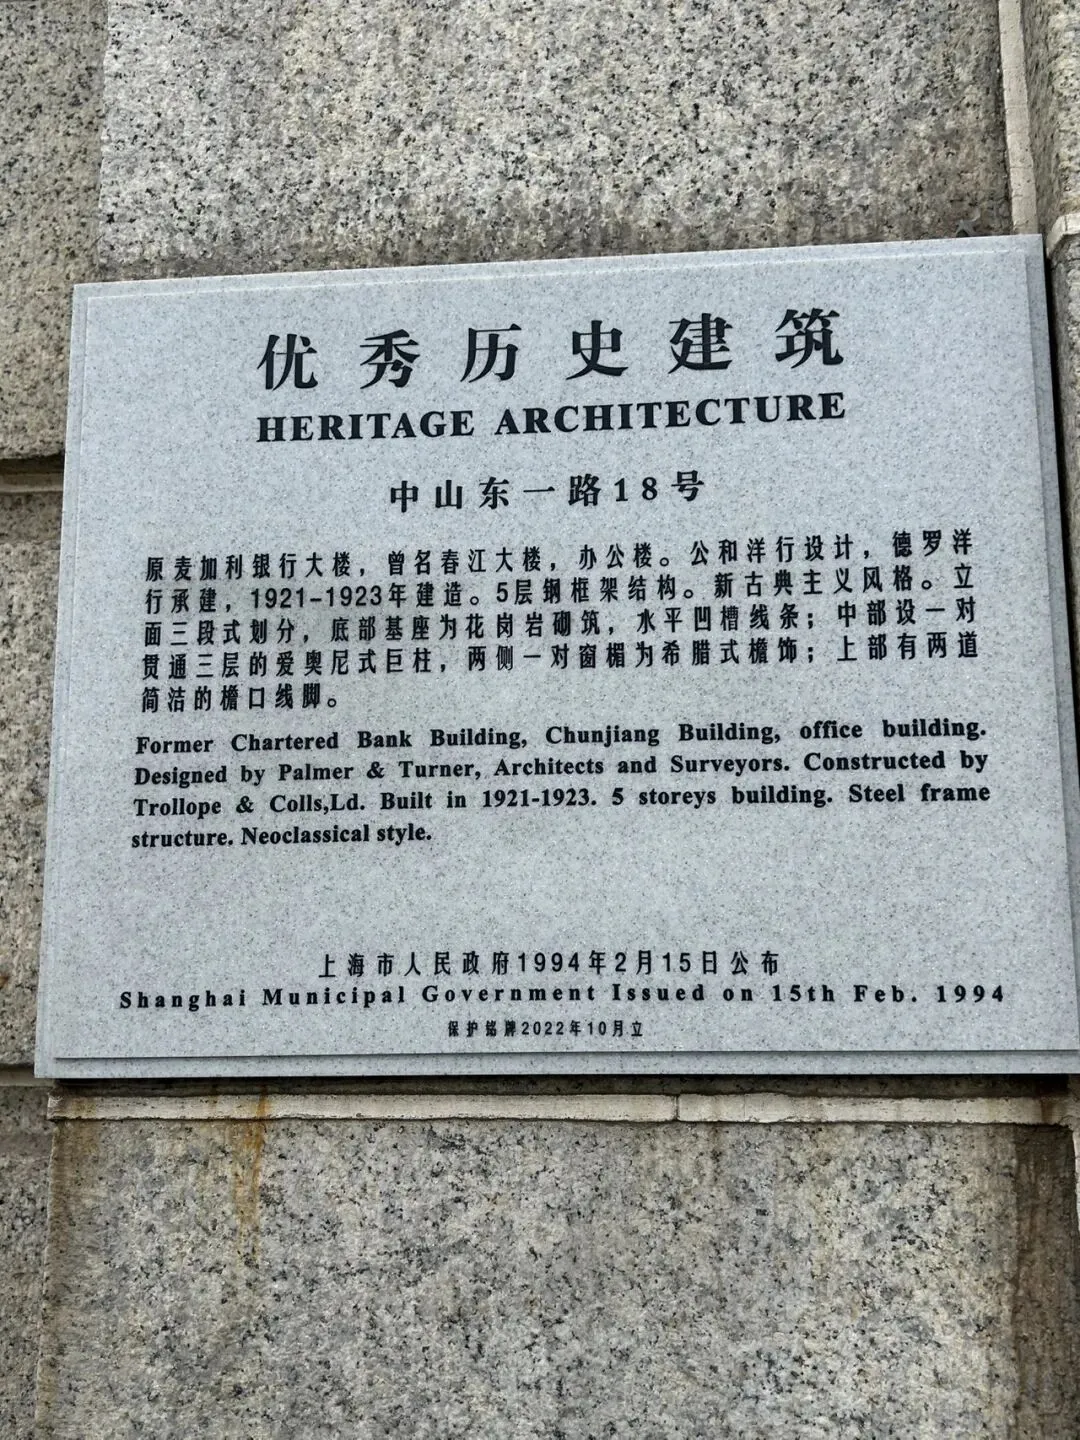 优秀历史建筑
HERITAGE ARCHITECTURE
中山东一路18号
原麦加利银行大楼，曾名春江大楼，办公楼。公和洋行设计，德罗洋
行承建，1921-1923年建造。5层钢框架结构。新古典主义风格。立
面三段式划分，底部基座为花岗岩砌筑，水平凹槽线条；中部设一对
贯通三层的爱奥尼式巨柱，两侧一对窗楣为希腊式檐饰；上部有两道
简洁的檐口线脚。
Former Chartered Bank Building, Chunjiang Building, office building.
Designed by Palmer & Turner, Architects and Surveyors. Constructed by
Trollope & Colls,Ld. Built in 1921-1923. 5 storeys building. Steel frame
structure. Neoclassical style.
上海市人民政府1994年2月15日公布
Shanghai Municipal Government Issued on 15th Feb. 1994
保护铭牌2022年10月立